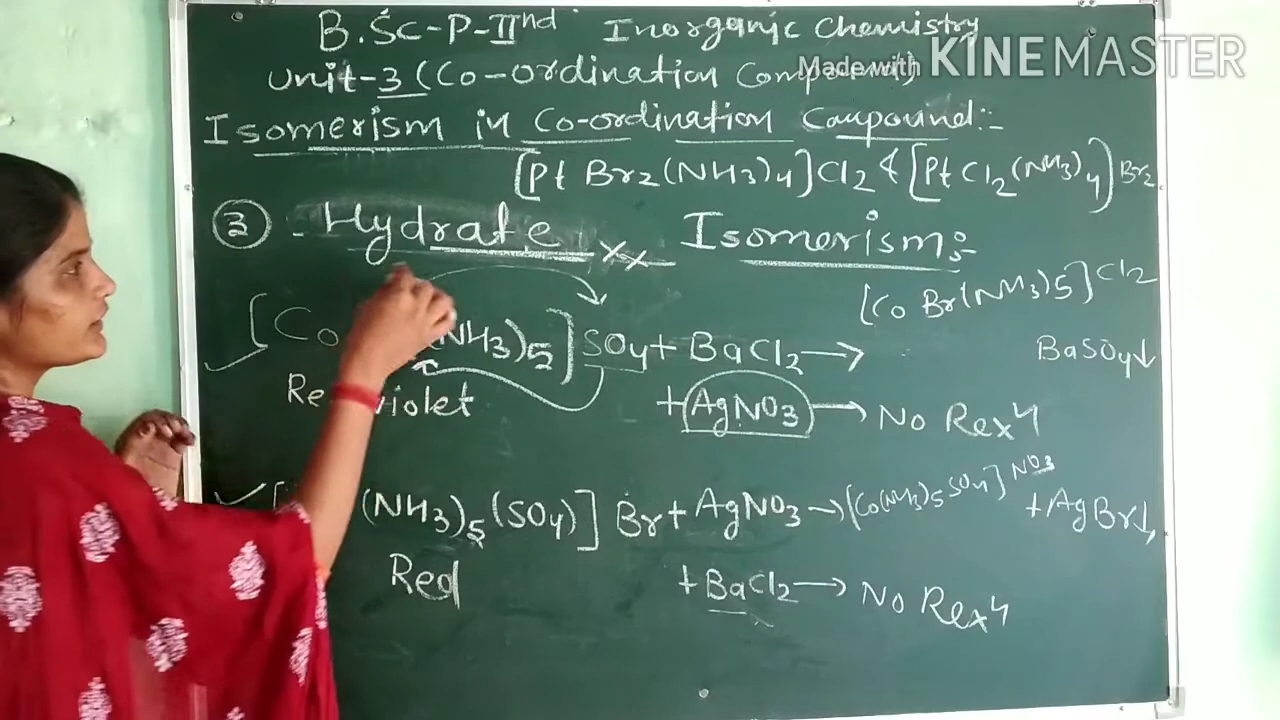 B.Sc-P-IInd Inorganic Chemistry
Made with KINEMASTER
Unit-3 (Co-ordination Compound)
Isomerism in Co-ordination Compound:-
[Pt Br2(NH3)4]Cl2 & [PtCl2(NH3)4)Br2
3 Hydrate Isomerism:-
[Co Br(NH3)5]Cl2
[Co (NH3)5]SO4 + BaCl2 → BaSO4↓
Re violet + AgNO3 → No Rexn
(NH3)5(SO4)] Br + AgNO3 → [Co(NH3)5SO4]NO3 + AgBr↓
Red + BaCl2 → No Rexn